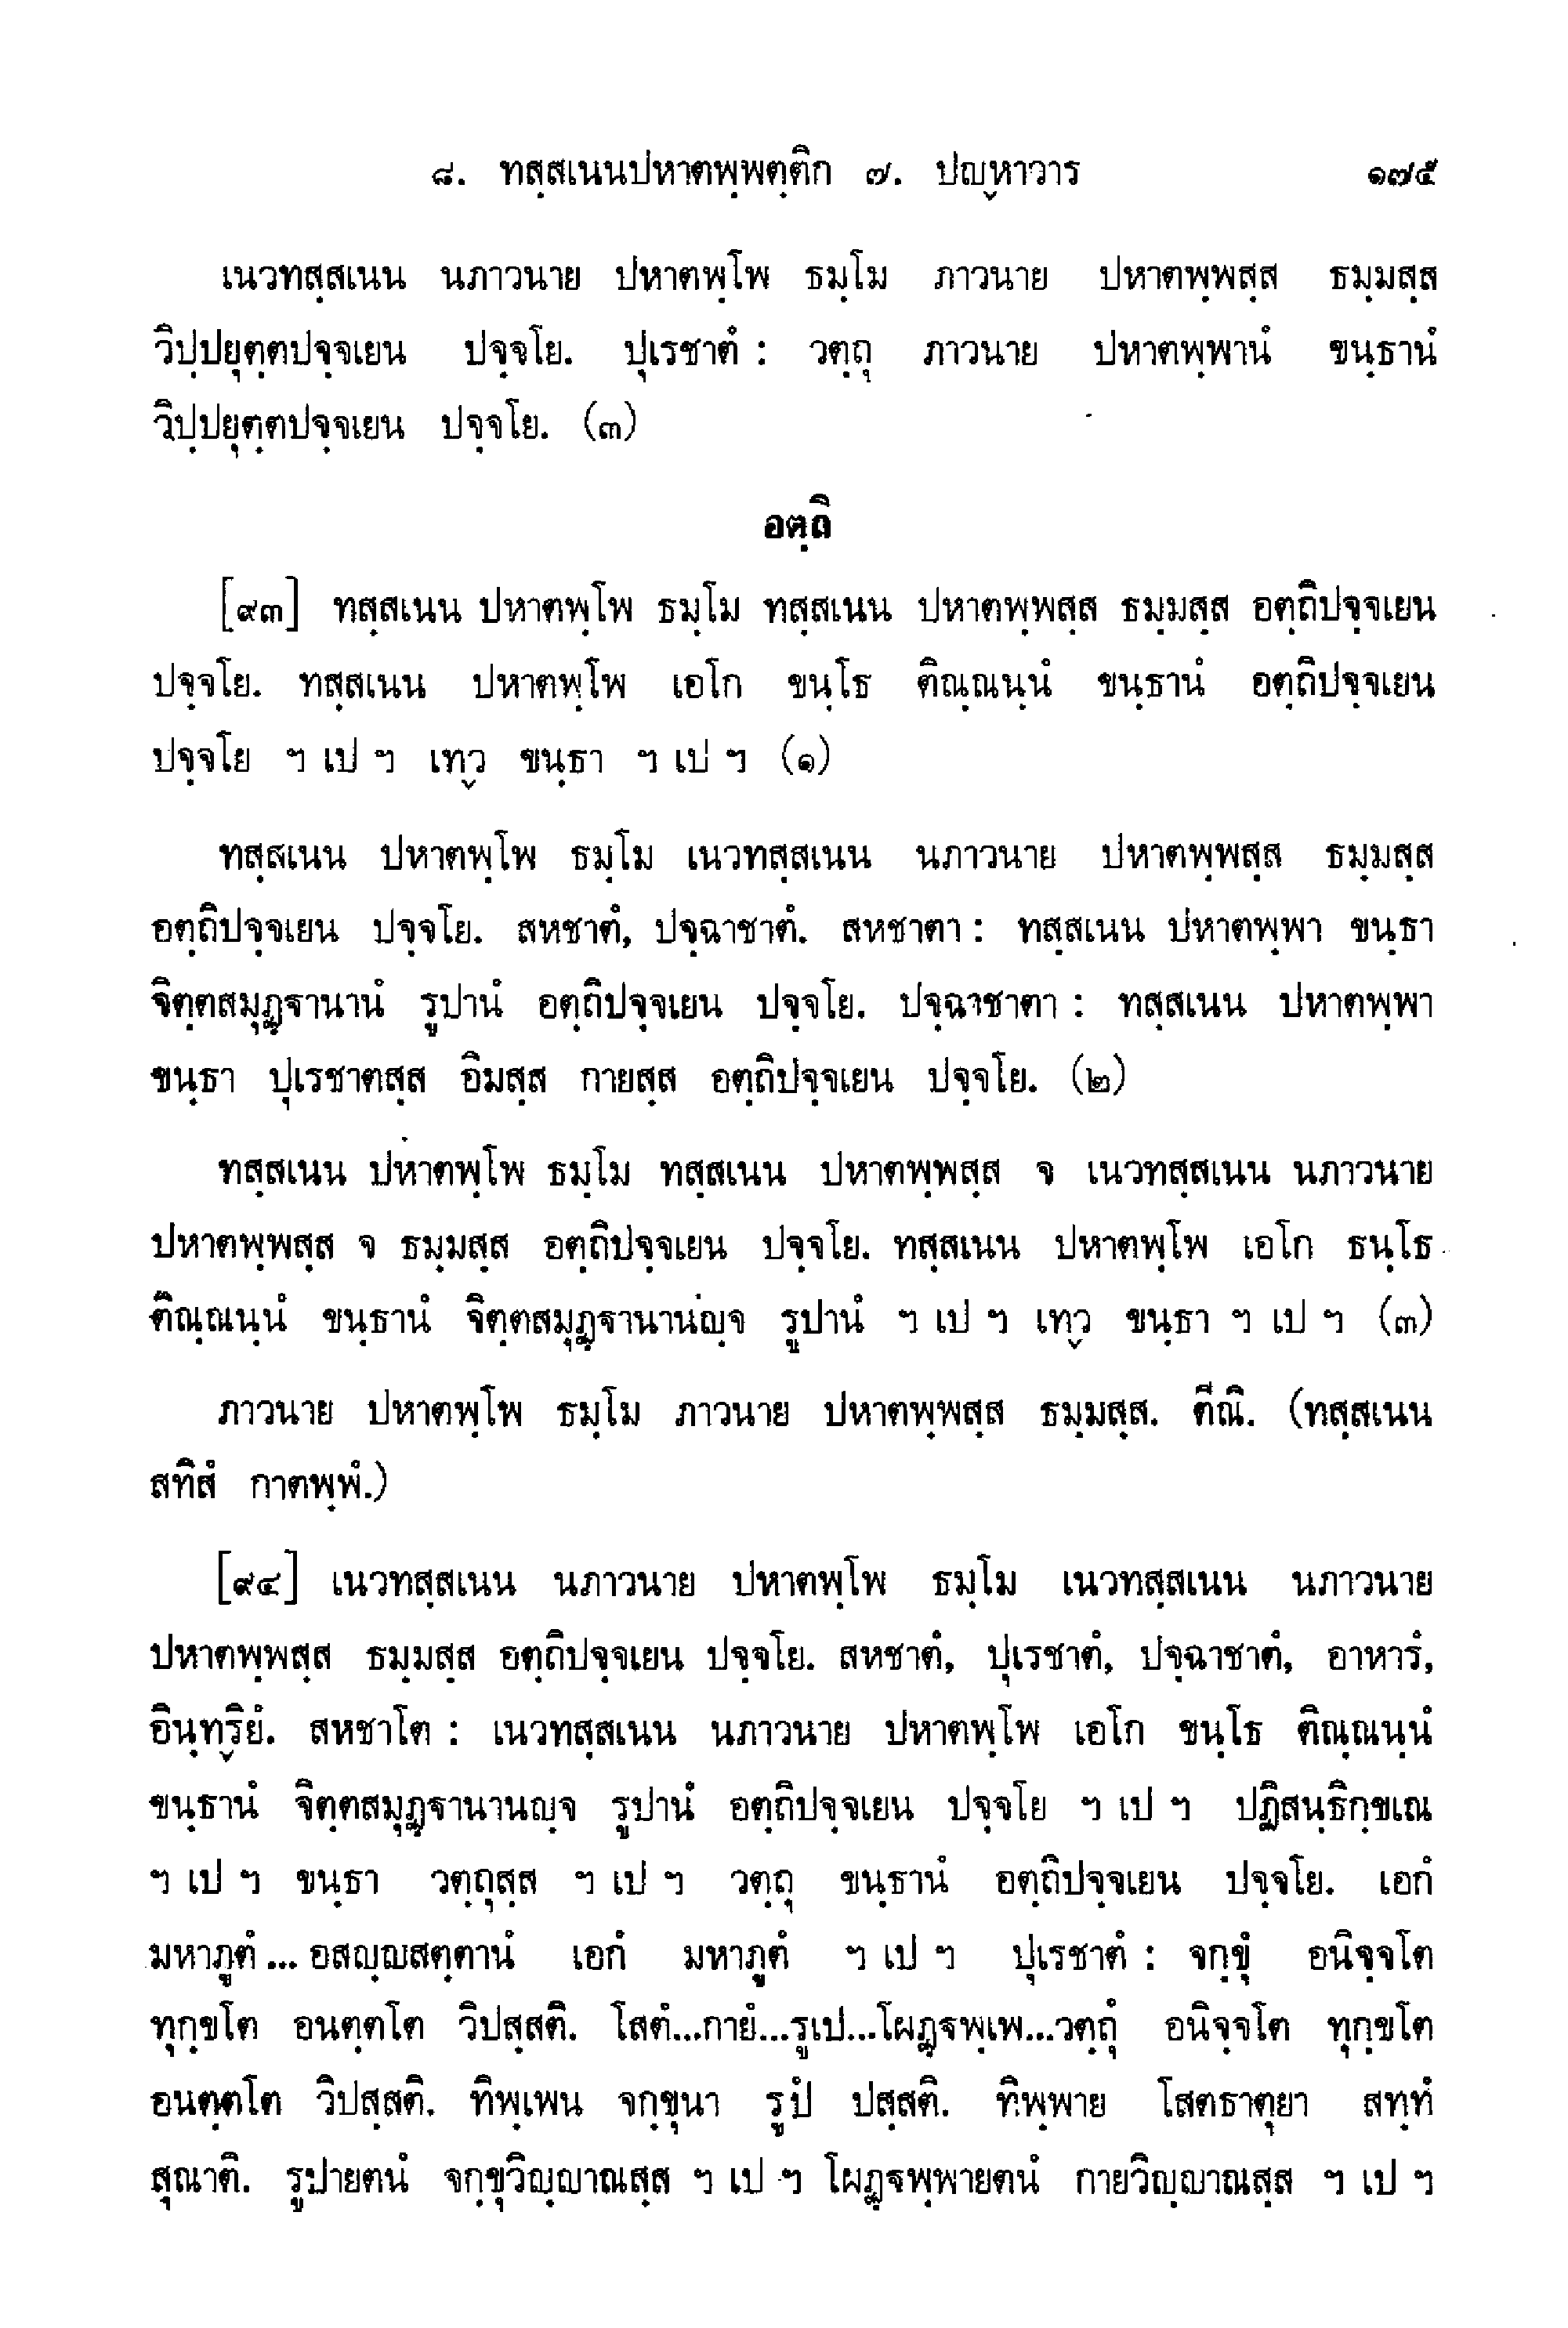 ๘. ทสฺสเนนปหาตพฺพตฺติก ๗. ปญฺหาวาร ๑๗๕
เนวทสฺสเนน นภาวนาย ปหาตพฺโพ ธมฺโม ภาวนาย ปหาตพฺพสฺส ธมฺมสฺส
วิปฺปยุตฺตปจฺจเยน ปจฺจโย. ปุเรชาตํ : วตฺถุ ภาวนาย ปหาตพฺพานํ ขนฺธานํ
วิปฺปยุตฺตปจฺจเยน ปจฺจโย. (๓)
อตฺถิ
[๙๓] ทสฺสเนน ปหาตพฺโพ ธมฺโม ทสฺสเนน ปหาตพฺพสฺส ธมฺมสฺส อตฺถิปจฺจเยน
ปจฺจโย. ทสฺสเนน ปหาตพฺโพ เอโก ขนฺโธ ติณฺณนฺนํ ขนฺธานํ อตฺถิปจฺจเยน
ปจฺจโย ฯ เป ฯ เทฺว ขนฺธา ฯ เป ฯ (๑)
ทสฺสเนน ปหาตพฺโพ ธมฺโม เนวทสฺสเนน นภาวนาย ปหาตพฺพสฺส ธมฺมสฺส
อตฺถิปจฺจเยน ปจฺจโย. สหชาตํ, ปจฺฉาชาตํ. สหชาตา : ทสฺสเนน ปหาตพฺพา ขนฺธา
จิตฺตสมุฏฺฐานานํ รูปานํ อตฺถิปจฺจเยน ปจฺจโย. ปจฺฉาชาตา : ทสฺสเนน ปหาตพฺพา
ขนฺธา ปุเรชาตสฺส อิมสฺส กายสฺส อตฺถิปจฺจเยน ปจฺจโย. (๒)
ทสฺสเนน ปหาตพฺโพ ธมฺโม ทสฺสเนน ปหาตพฺพสฺส จ เนวทสฺสเนน นภาวนาย
ปหาตพฺพสฺส จ ธมฺมสฺส อตฺถิปจฺจเยน ปจฺจโย. ทสฺสเนน ปหาตพฺโพ เอโก ธนฺโธ
ติณฺณนฺนํ ขนฺธานํ จิตฺตสมุฏฺฐานานญฺจ รูปานํ ฯ เป ฯ เทฺว ขนฺธา ฯ เป ฯ (๓)
ภาวนาย ปหาตพฺโพ ธมฺโม ภาวนาย ปหาตพฺพสฺส ธมฺมสฺส. ตีณิ. (ทสฺสเนน
สทิสํ กาตพฺพํ.)
[๙๔] เนวทสฺสเนน นภาวนาย ปหาตพฺโพ ธมฺโม เนวทสฺสเนน นภาวนาย
ปหาตพฺพสฺส ธมฺมสฺส อตฺถิปจฺจเยน ปจฺจโย. สหชาตํ, ปุเรชาตํ, ปจฺฉาชาตํ, อาหารํ,
อินฺทฺริยํ. สหชาโต : เนวทสฺสเนน นภาวนาย ปหาตพฺโพ เอโก ขนฺโธ ติณฺณนฺนํ
ขนฺธานํ จิตฺตสมุฏฺฐานานญฺจ รูปานํ อตฺถิปจฺจเยน ปจฺจโย ฯ เป ฯ ปฏิสนฺธิกฺขเณ
ฯ เป ฯ ขนฺธา วตฺถุสฺส ฯ เป ฯ วตฺถุ ขนฺธานํ อตฺถิปจฺจเยน ปจฺจโย. เอกํ
มหาภูตํ ... อสญฺญสตฺตานํ เอกํ มหาภูตํ ฯ เป ฯ ปุเรชาตํ : จกฺขุํ อนิจฺจโต
ทุกฺขโต อนตฺตโต วิปสฺสติ. โสตํ...กายํ...รูเป...โผฏฺฐพฺเพ...วตฺถุํ อนิจฺจโต ทุกฺขโต
อนตฺตโต วิปสฺสติ. ทิพฺเพน จกฺขุนา รูปํ ปสฺสติ. ทิพฺพาย โสตธาตุยา สทฺทํ
สุณาติ. รูปายตนํ จกฺขุวิญฺญาณสฺส ฯ เป ฯ โผฏฺฐพฺพายตนํ กายวิญฺญาณสฺส ฯ เป ฯ